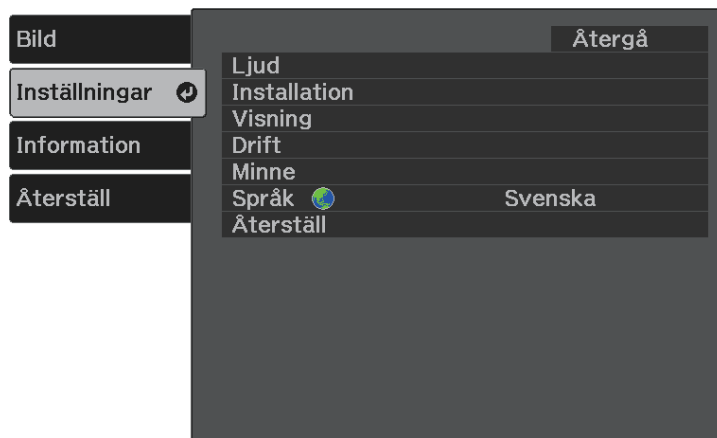 Bild
Inställningar
Information
Återställ
Återgå
Ljud
Installation
Visning
Drift
Minne
Språk Svenska
Återställ